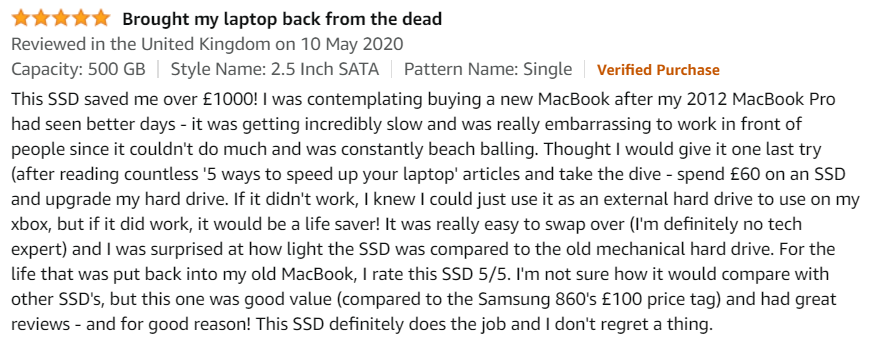 Brought my laptop back from the dead
Reviewed in the United Kingdom on 10 May 2020
Capacity: 500 GB | Style Name: 2.5 Inch SATA | Pattern Name: Single | Verified Purchase
This SSD saved me over £1000! I was contemplating buying a new MacBook after my 2012 MacBook Pro
had seen better days - it was getting incredibly slow and was really embarrassing to work in front of
people since it couldn't do much and was constantly beach balling. Thought I would give it one last try
(after reading countless '5 ways to speed up your laptop' articles and take the dive - spend £60 on an SSD
and upgrade my hard drive. If it didn't work, I knew I could just use it as an external hard drive to use on my
xbox, but if it did work, it would be a life saver! It was really easy to swap over (I'm definitely no tech
expert) and I was surprised at how light the SSD was compared to the old mechanical hard drive. For the
life that was put back into my old MacBook, I rate this SSD 5/5. I'm not sure how it would compare with
other SSD's, but this one was good value (compared to the Samsung 860's £100 price tag) and had great
reviews - and for good reason! This SSD definitely does the job and I don't regret a thing.